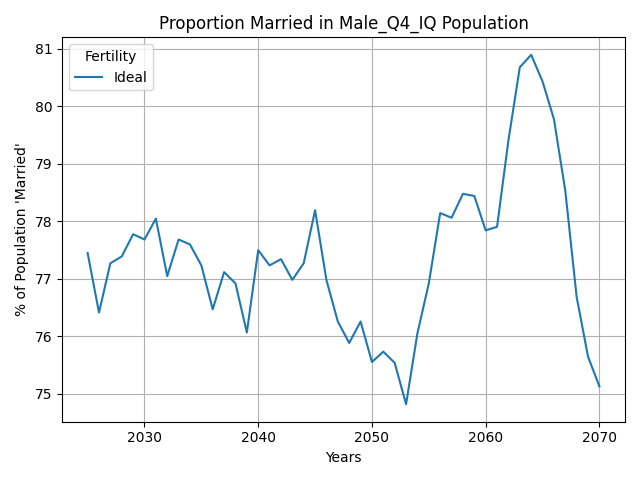 Proportion Married in Male_Q4_IQ Population
Fertility
Ideal
% of Population 'Married'
81
80
79
78
77
76
75
2030
2040
2050
2060
2070
Years